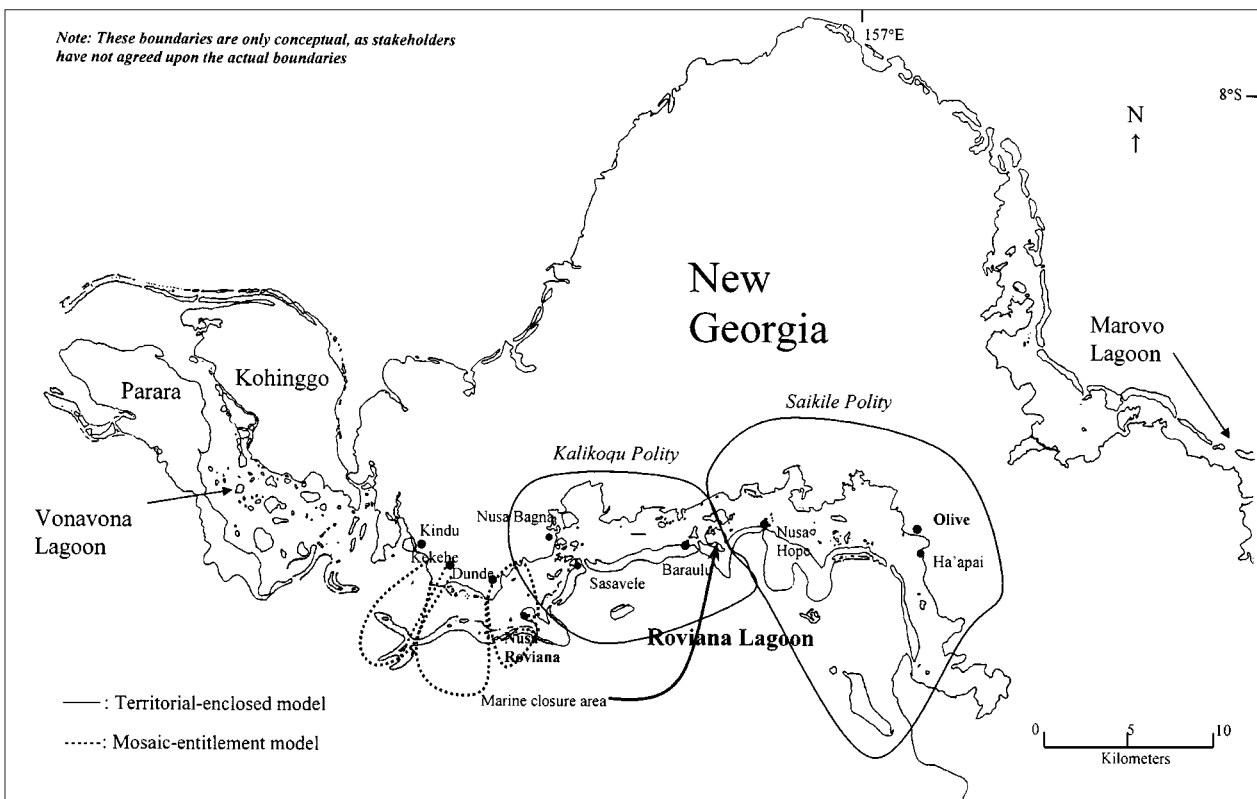 Note: These boundaries are only conceptual, as stakeholders
have not agreed upon the actual boundaries
157°E
8°S
N
New
Georgia
Marovo
Lagoon
Parara
Kohinggo
Saikile Polity
Kalikoqu Polity
Vonavona
Lagoon
Kindu
Kekehe
Dunde
Nusa Bagna
Sasavele
Baraulu
Nusa
Hope
Olive
Ha'apai
Nusa
Roviana
Roviana Lagoon
Marine closure area
: Territorial-enclosed model
: Mosaic-entitlement model
0 5 10
Kilometers